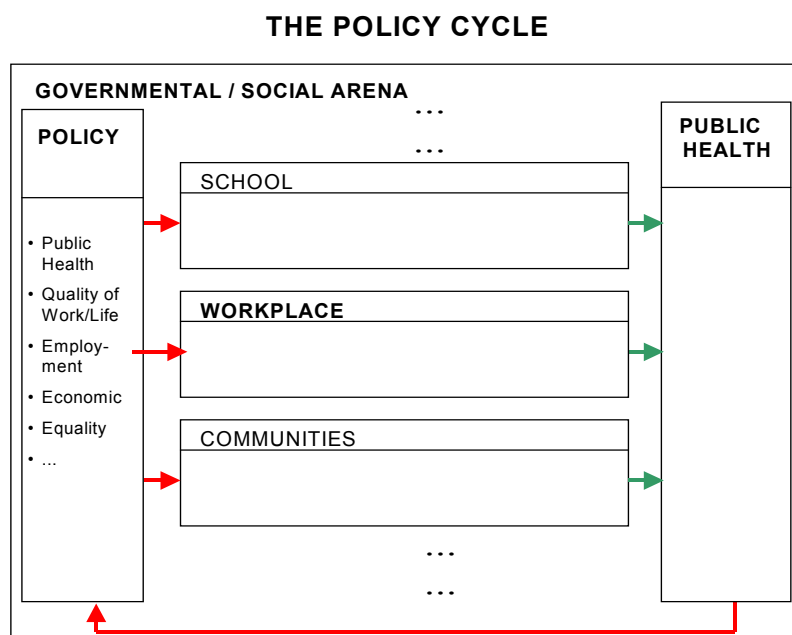 THE POLICY CYCLE
GOVERNMENTAL / SOCIAL ARENA
POLICY
• Public
Health
• Quality of
Work/Life
• Employ-
ment
• Economic
• Equality
• ...
...
...
SCHOOL
WORKPLACE
COMMUNITIES
...
...
PUBLIC
HEALTH